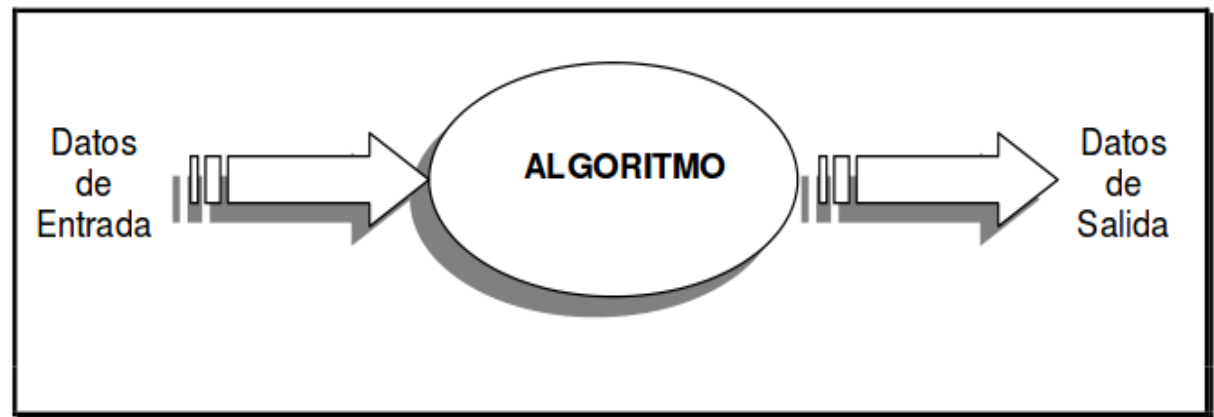 Datos
de
Entrada
ALGORITMO
Datos
de
Salida